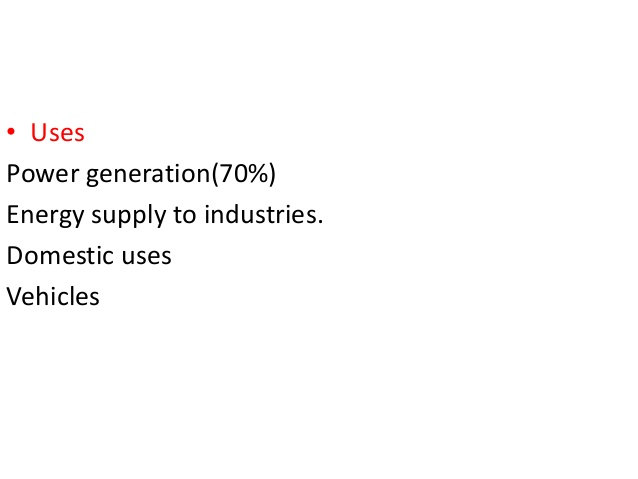 • Uses
Power generation(70%)
Energy supply to industries.
Domestic uses
Vehicles